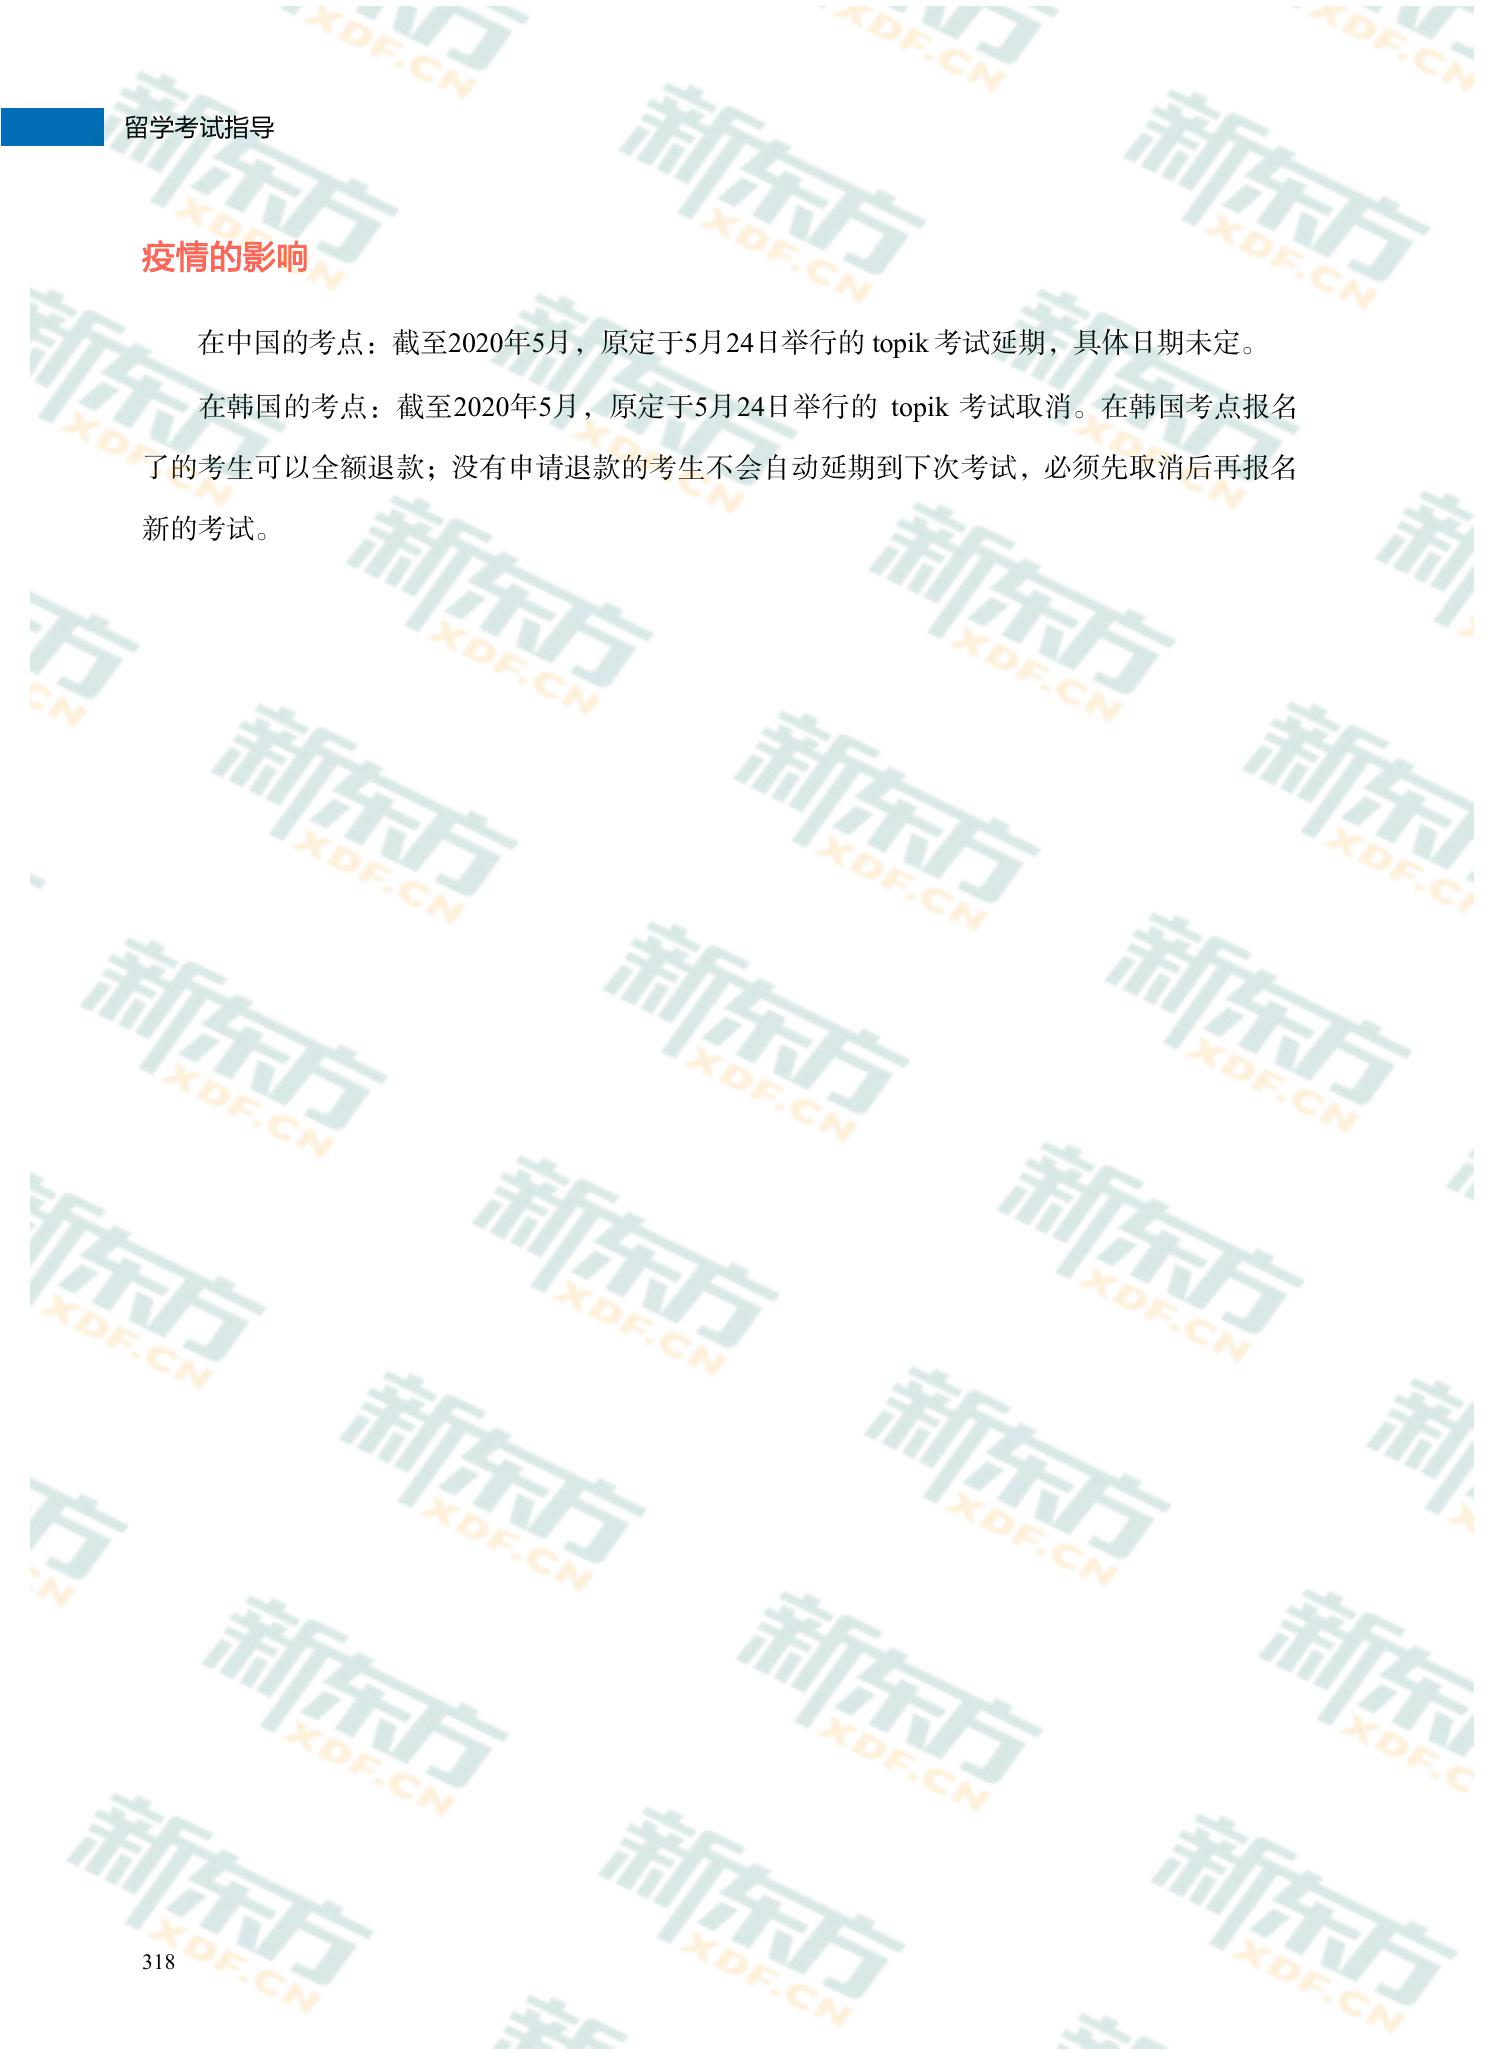 留学考试指导
疫情的影响
在中国的考点：截至2020年5月，原定于5月24日举行的 topik 考试延期，具体日期未定。
在韩国的考点：截至2020年5月，原定于5月24日举行的 topik 考试取消。在韩国考点报名
了的考生可以全额退款；没有申请退款的考生不会自动延期到下次考试，必须先取消后再报名
新的考试。
318
新东方
XDF.CN